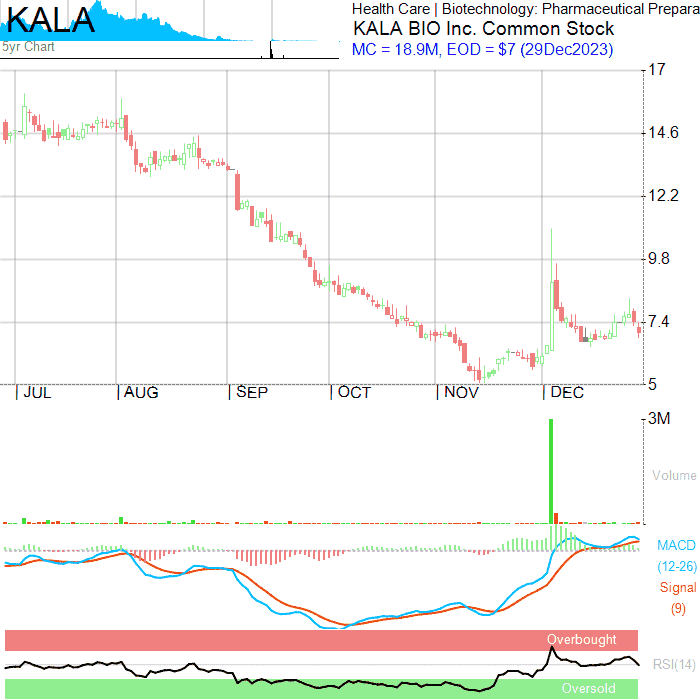 KALA
5yr Chart
Health Care | Biotechnology: Pharmaceutical Prepara
KALA BIO Inc. Common Stock
MC = 18.9M, EOD = $7 (29Dec2023)
17
14.6
12.2
9.8
7.4
5
JUL AUG SEP OCT NOV DEC
3M
Volume
MACD
(12-26)
Signal
(9)
Overbought
RSI(14)
Oversold